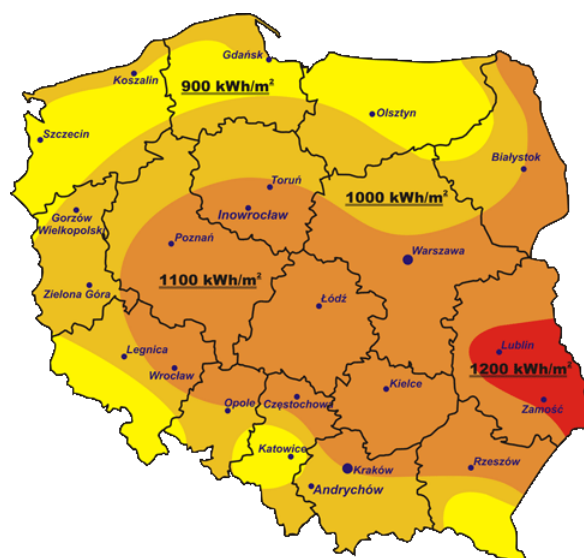 Gdańsk
Koszalin
900 kWh/m²
Olsztyn
Szczecin
Białystok
Toruń
1000 kWh/m²
Inowrocław
Gorzów
Wielkopolsk
Poznań
Warszawa
1100 kWh/m²
Zielona Góra
Łódź
Legnica
Lublin
Wrocław
1200 kWh/m²
Kielce
Opole
Częstochowa
Zamość
Katowice
Kraków
Rzeszów
Andrychów